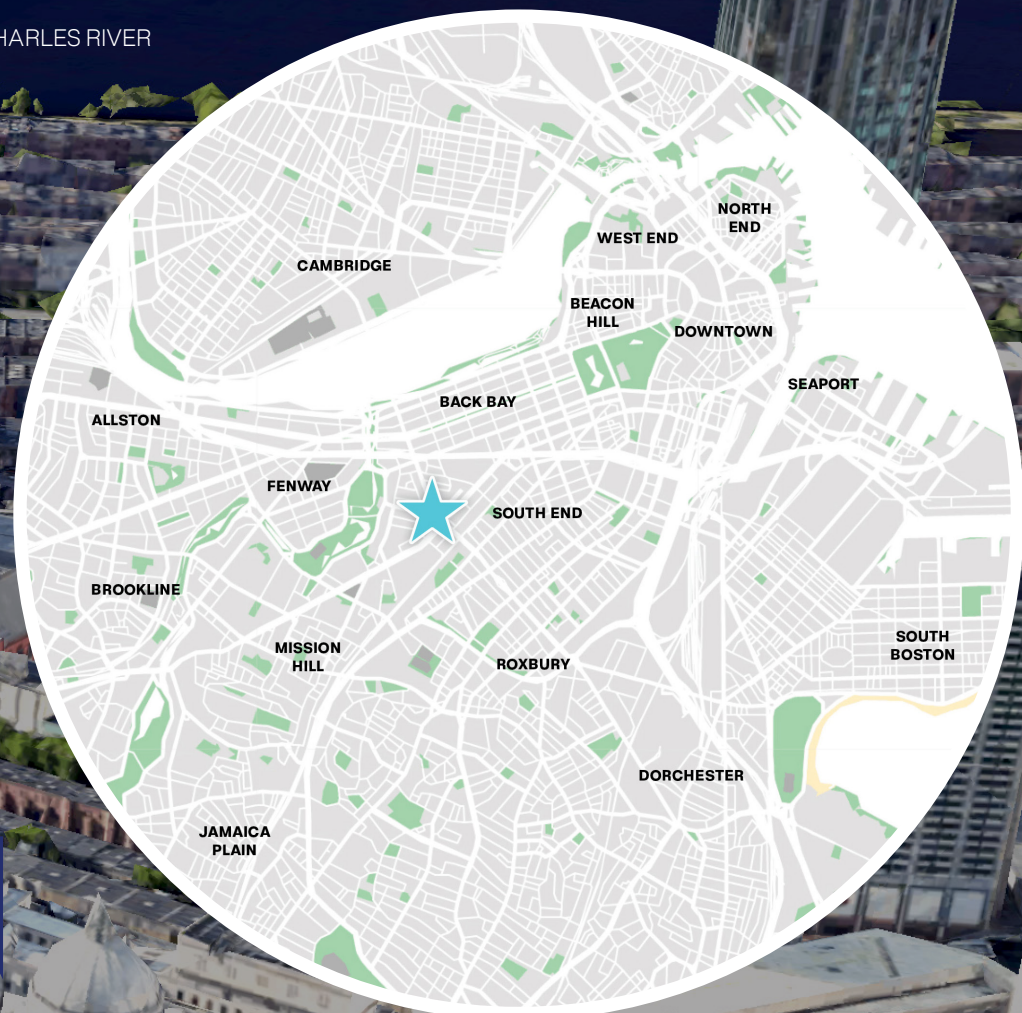 HARLES RIVER
NORTH
END
WEST END
CAMBRIDGE
BEACON
HILL
DOWNTOWN
SEAPORT
BACK BAY
ALLSTON
FENWAY
SOUTH END
BROOKLINE
SOUTH
BOSTON
MISSION
HILL
ROXBURY
DORCHESTER
JAMAICA
PLAIN